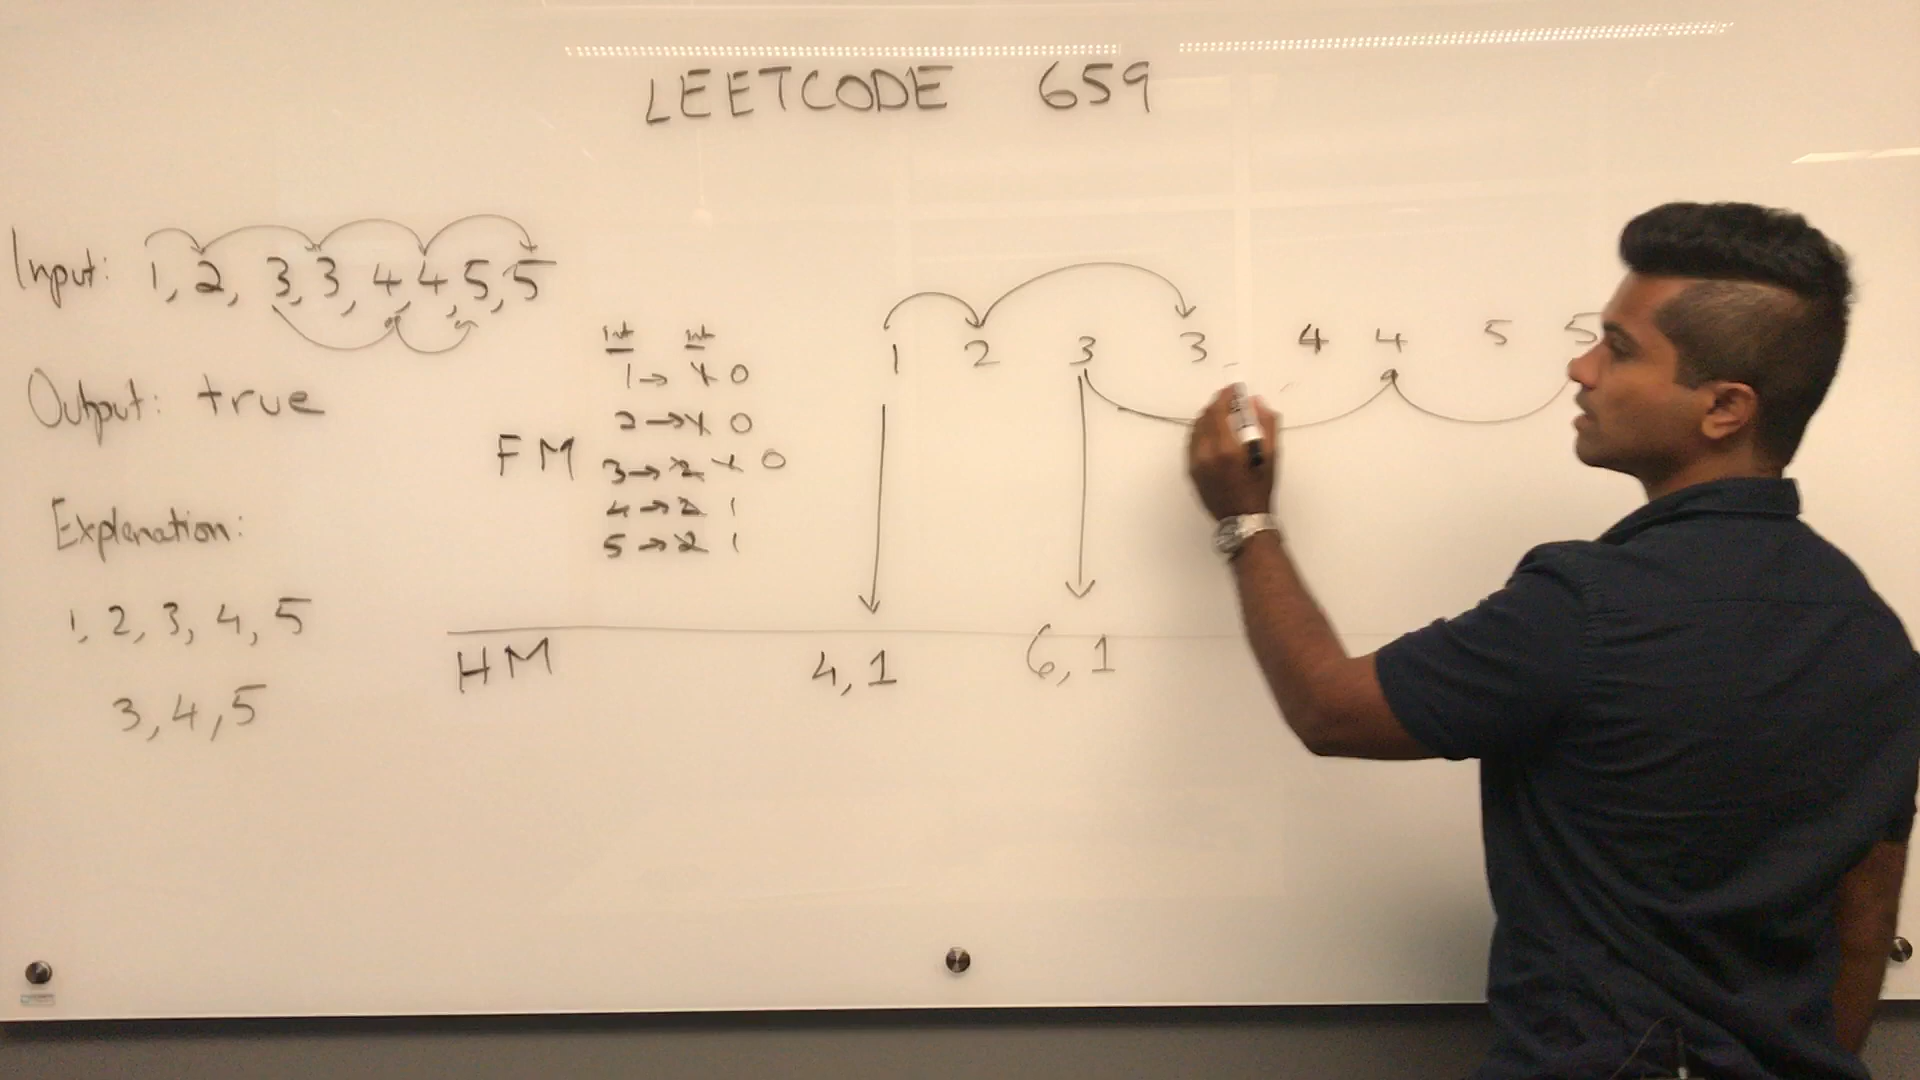 LEETCODE 659
Input: 1, 2, 3, 3, 4, 4, 5, 5
Output: true
Explanation:
1, 2, 3, 4, 5
3, 4, 5
FM
Int Int
1 → 1 0
2 → 1 0
3 → 2 1 0
4 → 2 1
5 → 2 1
1 2 3 3 4 4 5 5
HM 4, 1 6, 1